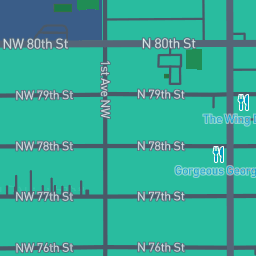 NW 80th St
N 80th St
1st Ave NW
NW 79th St
N 79th St
The Wing
NW 78th St
N 78th St
Gorgeous Georg
NW 77th St
N 77th St
NW 76th St
N 76th St